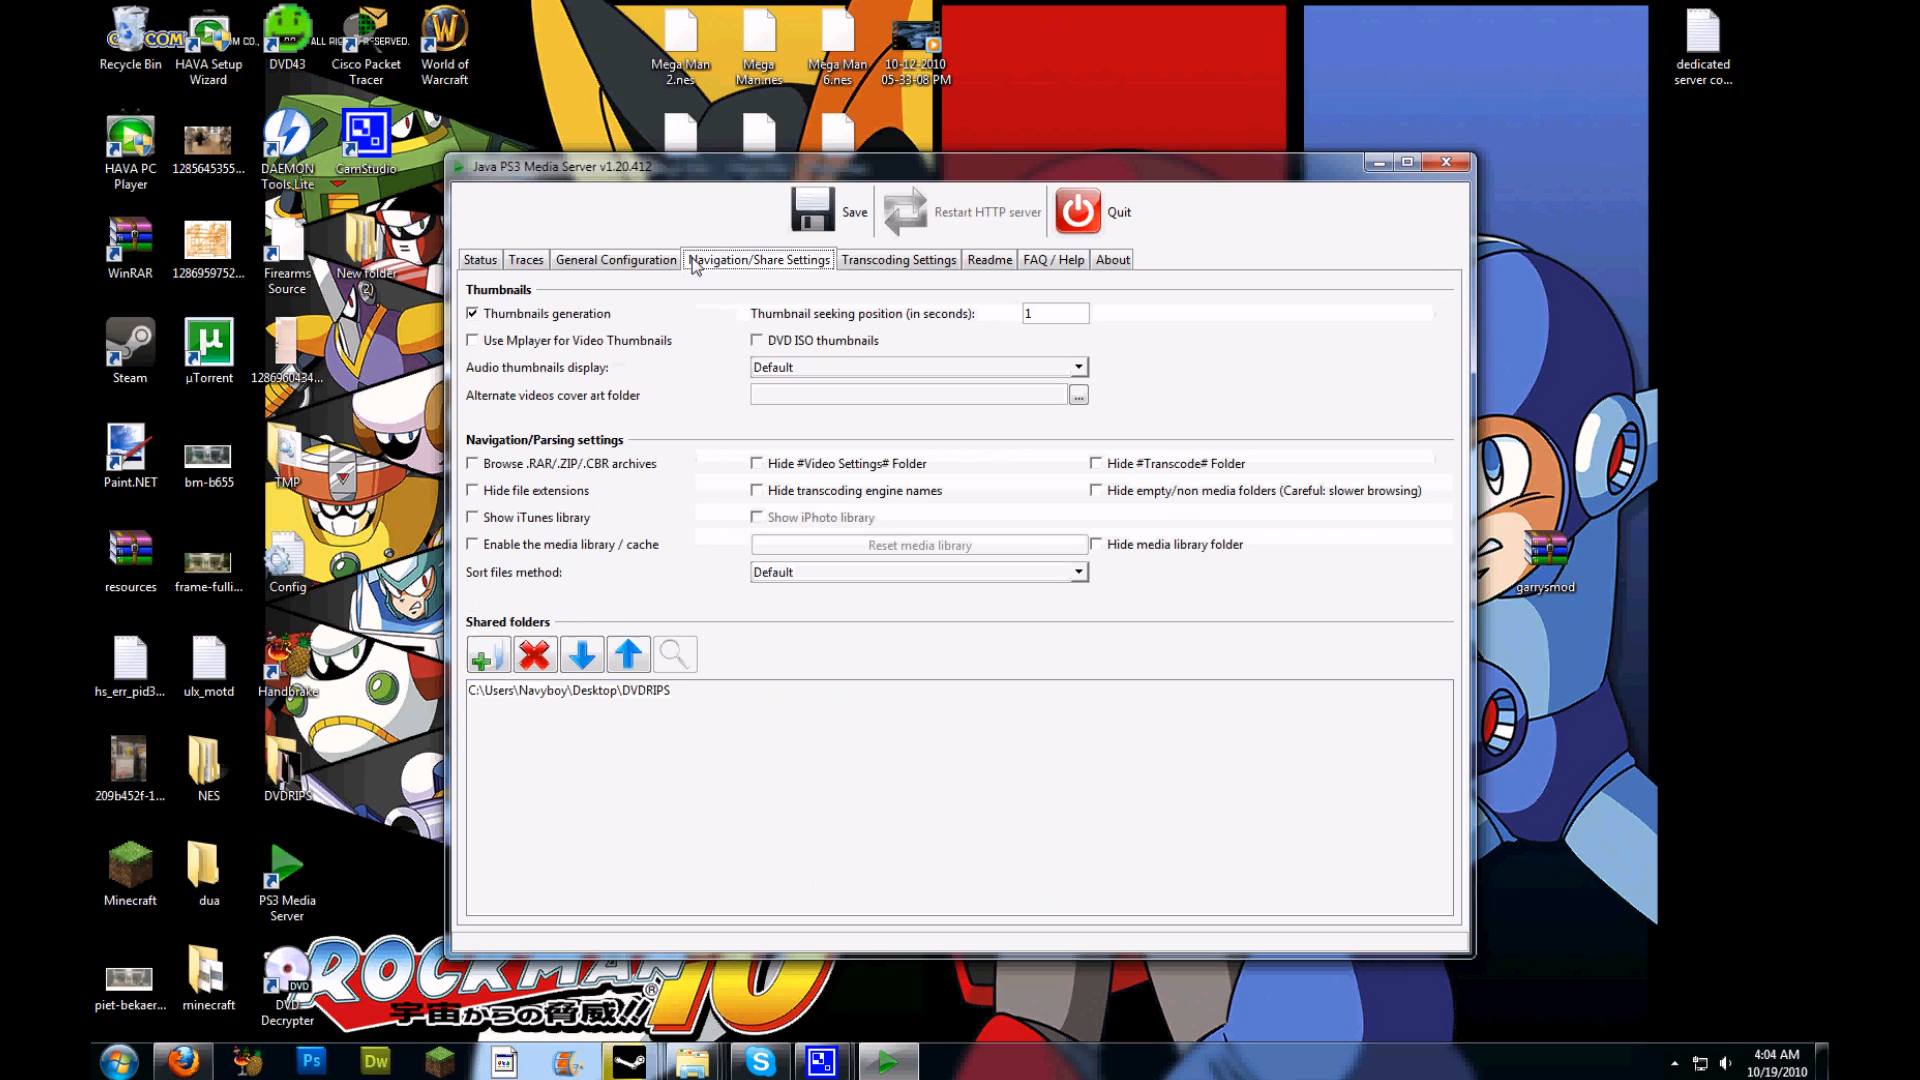 COM
M CO.,
ALL RIGHTS RESERVED.
Recycle Bin
HAVA Setup
Wizard
DVD43
Cisco Packet
Tracer
World of
Warcraft
Mega Man
2.nes
Mega
Man.nes
Mega Man
6.nes
10-12-2010
05-33-08 PM
dedicated
server co...
HAVA PC
Player
1285645355...
DAEMON
Tools Lite
CamStudio
WinRAR
1286959752...
Firearms
Source
New folder
(2)
Steam
µTorrent
1286960434...
Paint.NET
bm-b655
TMP
resources
frame-fulli...
Config
hs_err_pid3...
ulx_motd
Handbrake
209b452f-1...
NES
DVDRIPS
Minecraft
dua
PS3 Media
Server
piet-bekaer...
minecraft
DVD
DVD
Decrypter
garrysmod
Java PS3 Media Server v1.20.412
Save
Restart HTTP server
Quit
Status
Traces
General Configuration
Navigation/Share Settings
Transcoding Settings
Readme
FAQ / Help
About
Thumbnails
Thumbnails generation
Thumbnail seeking position (in seconds):
1
Use Mplayer for Video Thumbnails
DVD ISO thumbnails
Audio thumbnails display:
Default
Alternate videos cover art folder
...
Navigation/Parsing settings
Browse .RAR/.ZIP/.CBR archives
Hide #Video Settings# Folder
Hide #Transcode# Folder
Hide file extensions
Hide transcoding engine names
Hide empty/non media folders (Careful: slower browsing)
Show iTunes library
Show iPhoto library
Enable the media library / cache
Reset media library
Hide media library folder
Sort files method:
Default
Shared folders
C:\Users\Navyboy\Desktop\DVDRIPS
ROCKMAN 10
®
宇宙からの脅威!!
Ps
Dw
4:04 AM
10/19/2010